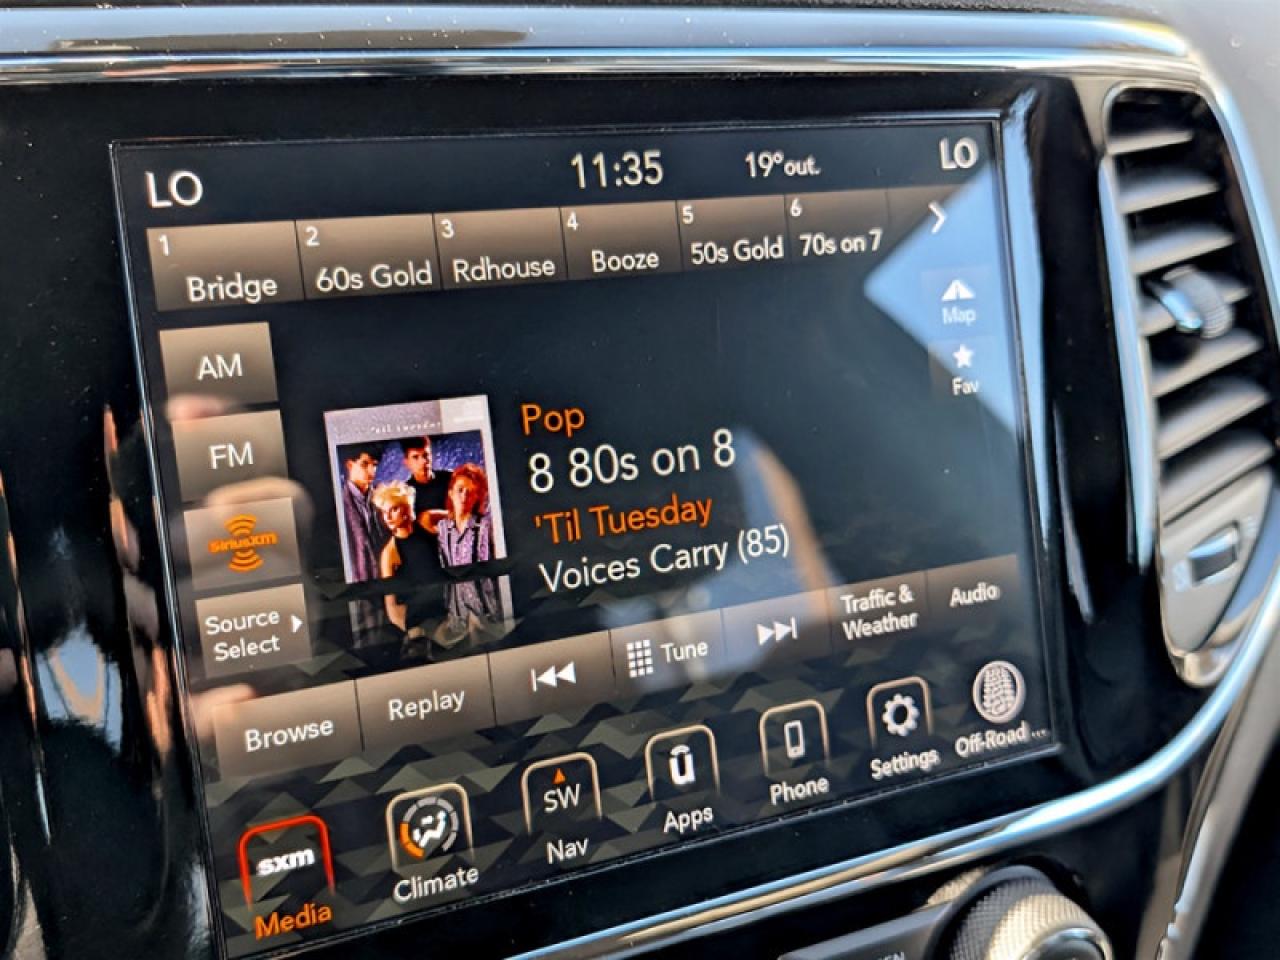 LO 11:35 19°out. LO
1 Bridge
2 60s Gold
3 Rdhouse
4 Booze
5 50s Gold
6 70s on 7
Map
Fav
AM
FM
SiriusXM
Source
Select
Pop
8 80s on 8
'Til Tuesday
Voices Carry (85)
'til tuesday
Browse
Replay
Tune
Traffic &
Weather
Audio
sxm
Media
Climate
SW
Nav
Apps
Phone
Settings
Off-Road ...